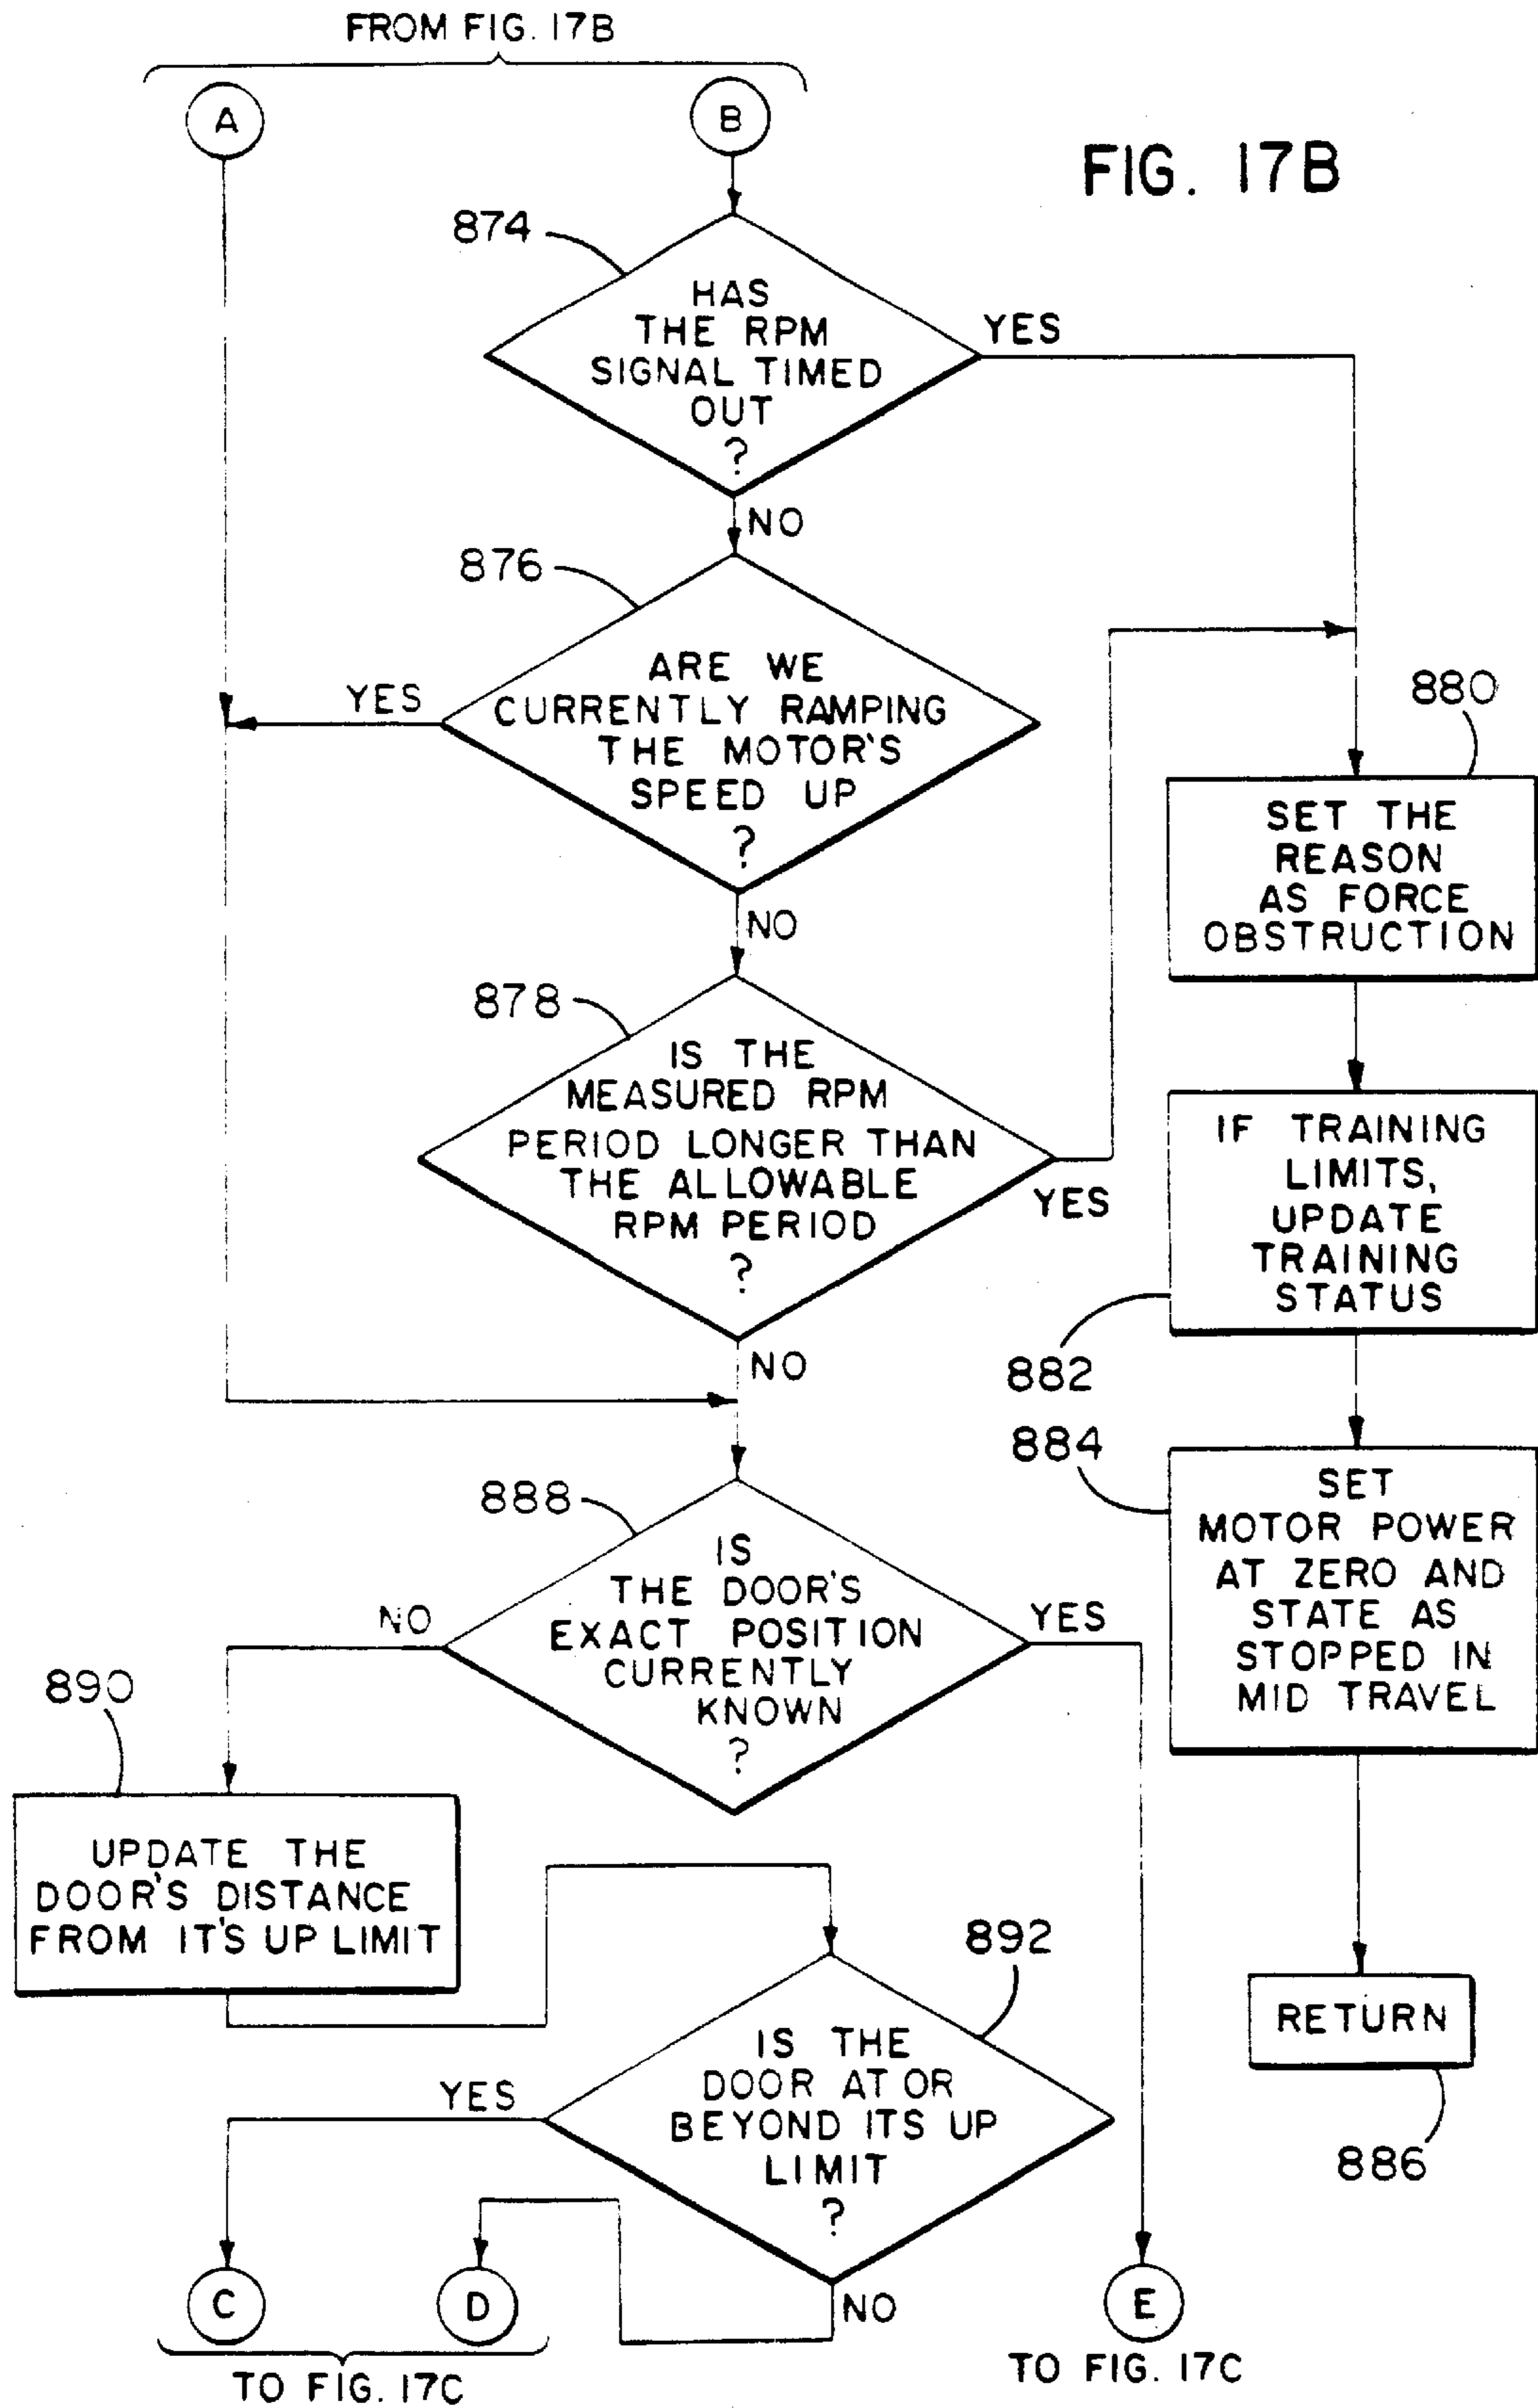 FROM FIG. 17B
A
B
FIG. 17B
874
HAS
THE RPM
SIGNAL TIMED
OUT
?
YES
NO
876
ARE WE
CURRENTLY RAMPING
THE MOTOR'S
SPEED UP
?
YES
NO
878
IS THE
MEASURED RPM
PERIOD LONGER THAN
THE ALLOWABLE
RPM PERIOD
?
YES
NO
880
SET THE
REASON
AS FORCE
OBSTRUCTION
IF TRAINING
LIMITS,
UPDATE
TRAINING
STATUS
882
884
SET
MOTOR POWER
AT ZERO AND
STATE AS
STOPPED IN
MID TRAVEL
RETURN
886
888
IS
THE DOOR'S
EXACT POSITION
CURRENTLY
KNOWN
?
NO
YES
890
UPDATE THE
DOOR'S DISTANCE
FROM IT'S UP LIMIT
892
IS THE
DOOR AT OR
BEYOND ITS UP
LIMIT
?
YES
NO
C
D
E
TO FIG. 17C
TO FIG. 17C